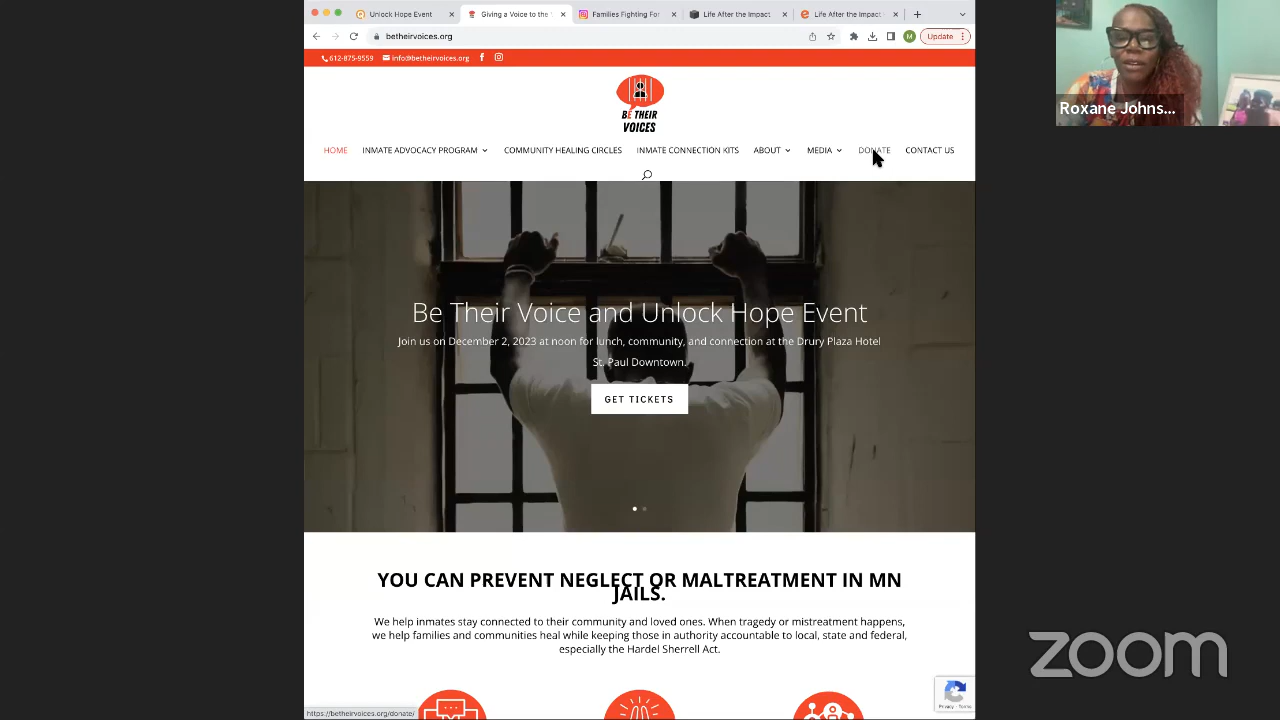 Unlock Hope Event
Giving a Voice to the
Families Fighting For
Life After the Impact
Life After the Impact
betheirvoices.org
Update
612-875-9559
info@betheirvoices.org
BE THEIR
VOICES
HOME
INMATE ADVOCACY PROGRAM
COMMUNITY HEALING CIRCLES
INMATE CONNECTION KITS
ABOUT
MEDIA
DONATE
CONTACT US
Be Their Voice and Unlock Hope Event
Join us on December 2, 2023 at noon for lunch, community, and connection at the Drury Plaza Hotel
St. Paul Downtown.
GET TICKETS
YOU CAN PREVENT NEGLECT OR MALTREATMENT IN MN
JAILS.
We help inmates stay connected to their community and loved ones. When tragedy or mistreatment happens,
we help families and communities heal while keeping those in authority accountable to local, state and federal,
especially the Hardel Sherrell Act.
https://betheirvoices.org/donate/
Privacy - Terms
Roxane Johns...
M
zoom